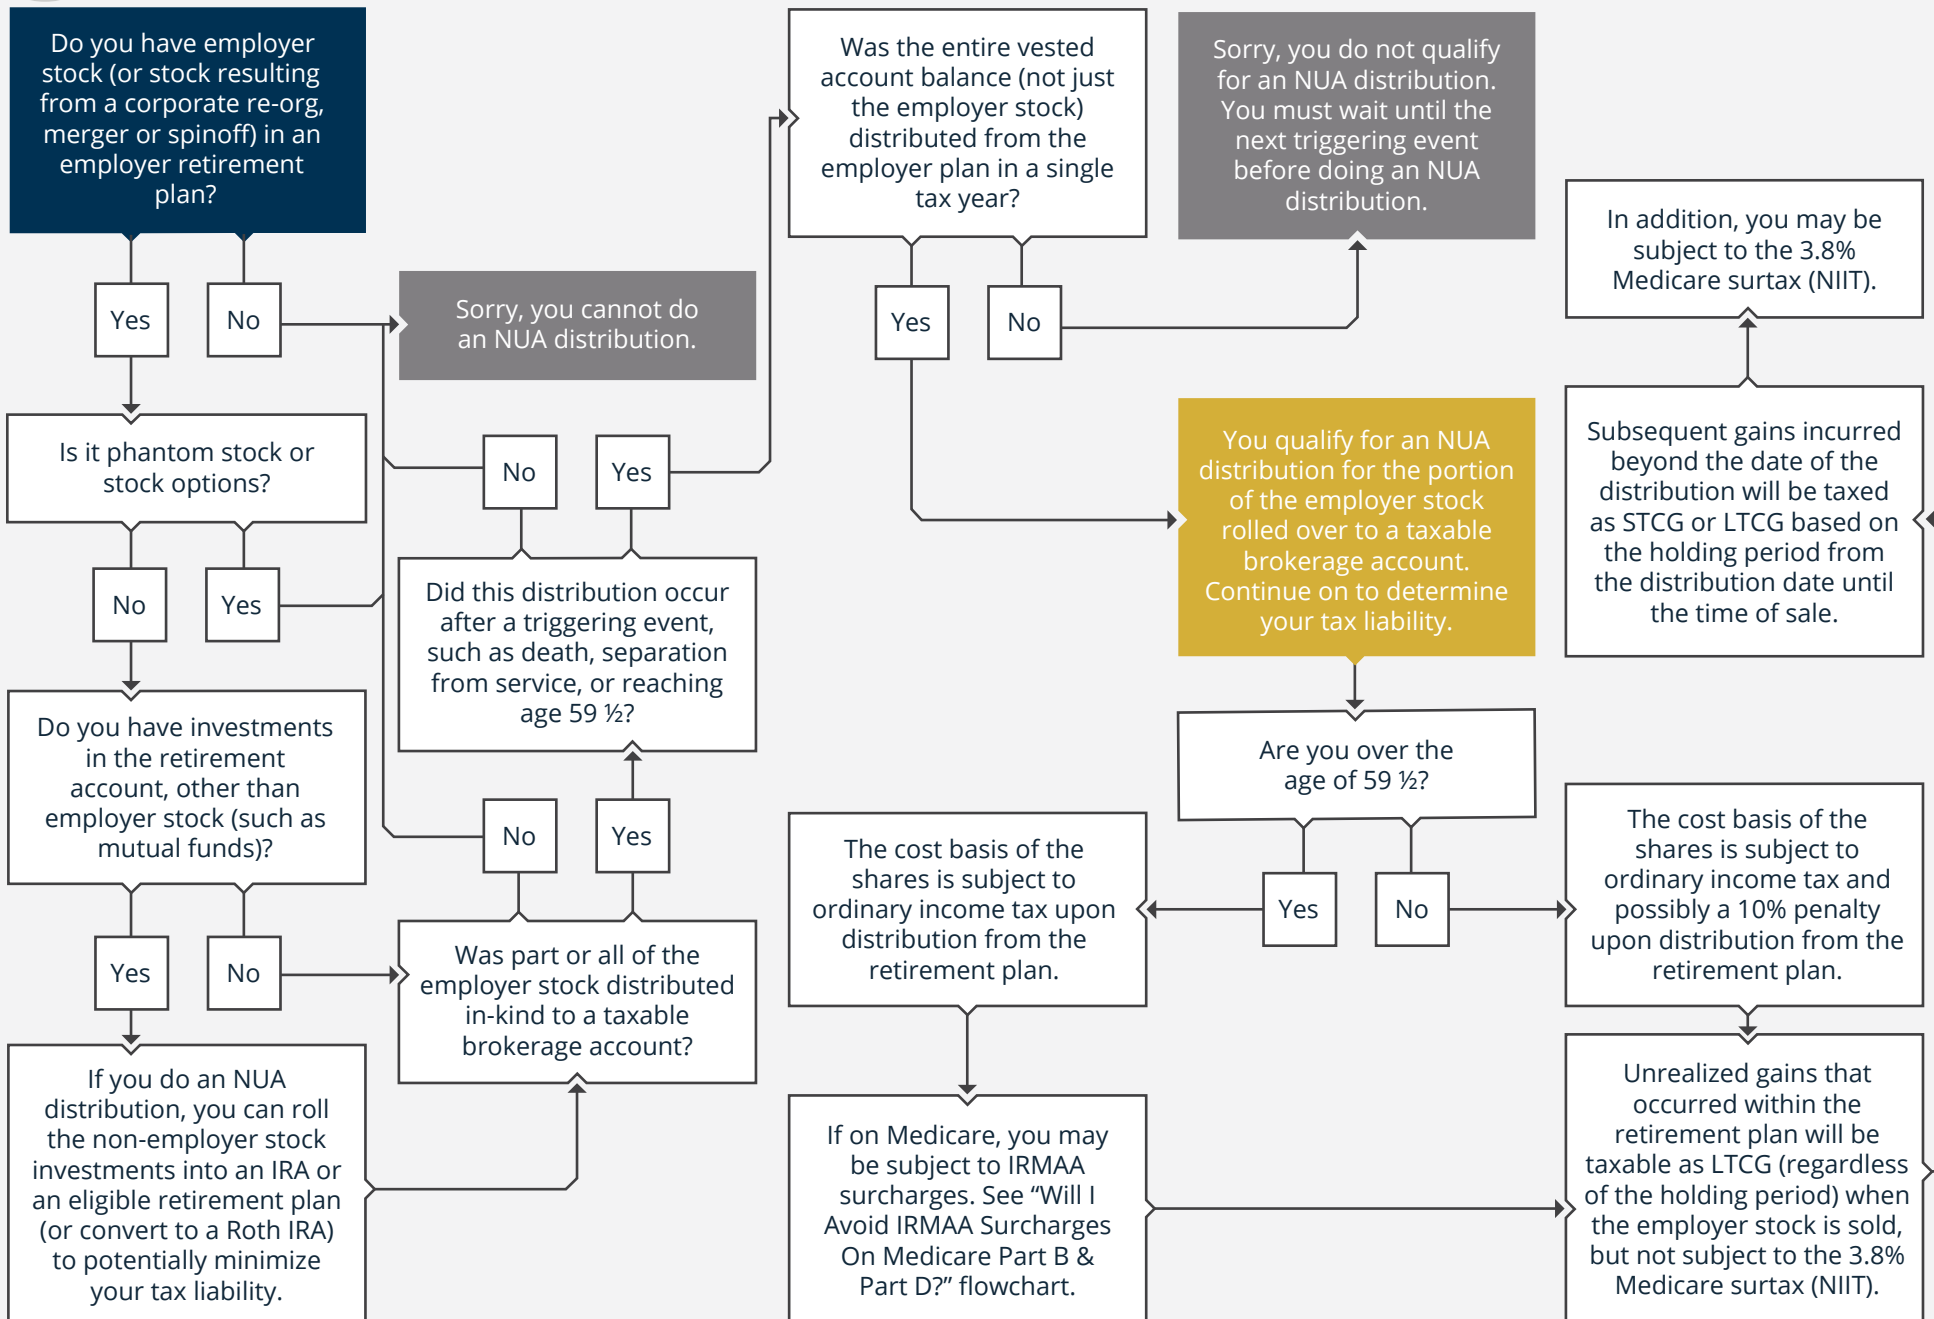 Do you have employer
stock (or stock resulting
from a corporate re-org,
merger or spinoff) in an
employer retirement
plan?
Yes
No
Sorry, you cannot do
an NUA distribution.
Is it phantom stock or
stock options?
No
Yes
Do you have investments
in the retirement
account, other than
employer stock (such as
mutual funds)?
Yes
No
If you do an NUA
distribution, you can roll
the non-employer stock
investments into an IRA or
an eligible retirement plan
(or convert to a Roth IRA)
to potentially minimize
your tax liability.
Was part or all of the
employer stock distributed
in-kind to a taxable
brokerage account?
No
Yes
Did this distribution occur
after a triggering event,
such as death, separation
from service, or reaching
age 59 ½?
No
Yes
Was the entire vested
account balance (not just
the employer stock)
distributed from the
employer plan in a single
tax year?
Yes
No
Sorry, you do not qualify
for an NUA distribution.
You must wait until the
next triggering event
before doing an NUA
distribution.
You qualify for an NUA
distribution for the portion
of the employer stock
rolled over to a taxable
brokerage account.
Continue on to determine
your tax liability.
Are you over the
age of 59 ½?
Yes
No
The cost basis of the
shares is subject to
ordinary income tax upon
distribution from the
retirement plan.
If on Medicare, you may
be subject to IRMAA
surcharges. See “Will I
Avoid IRMAA Surcharges
On Medicare Part B &
Part D?” flowchart.
The cost basis of the
shares is subject to
ordinary income tax and
possibly a 10% penalty
upon distribution from the
retirement plan.
Unrealized gains that
occurred within the
retirement plan will be
taxable as LTCG (regardless
of the holding period) when
the employer stock is sold,
but not subject to the 3.8%
Medicare surtax (NIIT).
Subsequent gains incurred
beyond the date of the
distribution will be taxed
as STCG or LTCG based on
the holding period from
the distribution date until
the time of sale.
In addition, you may be
subject to the 3.8%
Medicare surtax (NIIT).